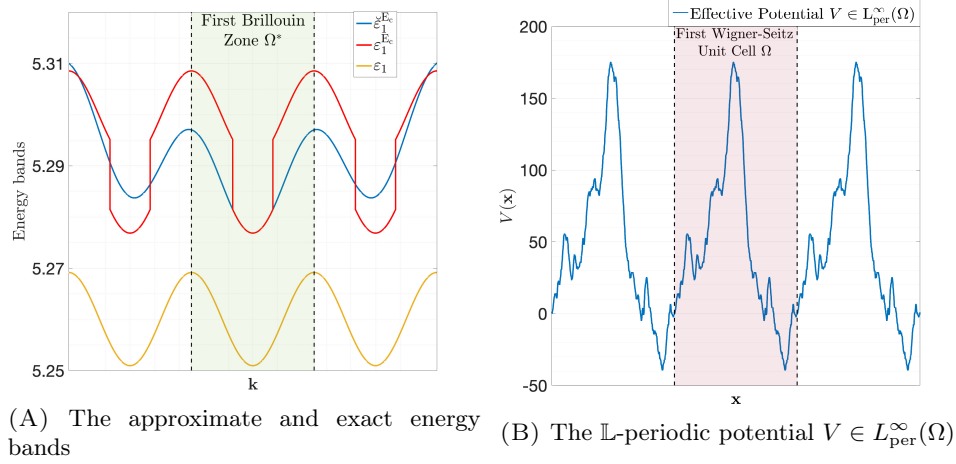 First Brillouin
Zone Ω*
ε̆₁^{E_c}
ε₁^{E_c}
ε₁
5.31
5.29
5.27
5.25
Energy bands
k
(A) The approximate and exact energy
bands
Effective Potential V ∈ L^∞_per(Ω)
First Wigner-Seitz
Unit Cell Ω
200
150
100
50
0
-50
V(x)
x
(B) The 𝕃-periodic potential V ∈ L^∞_per(Ω)